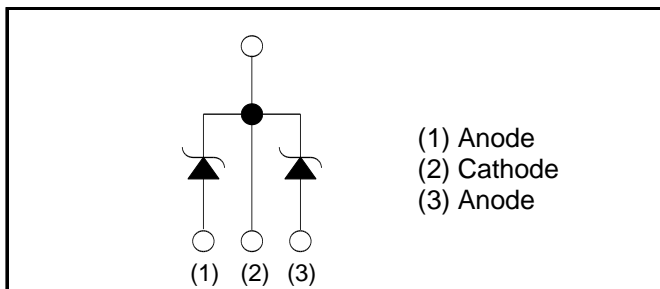 (1) Anode
(2) Cathode
(3) Anode
(1) (2) (3)